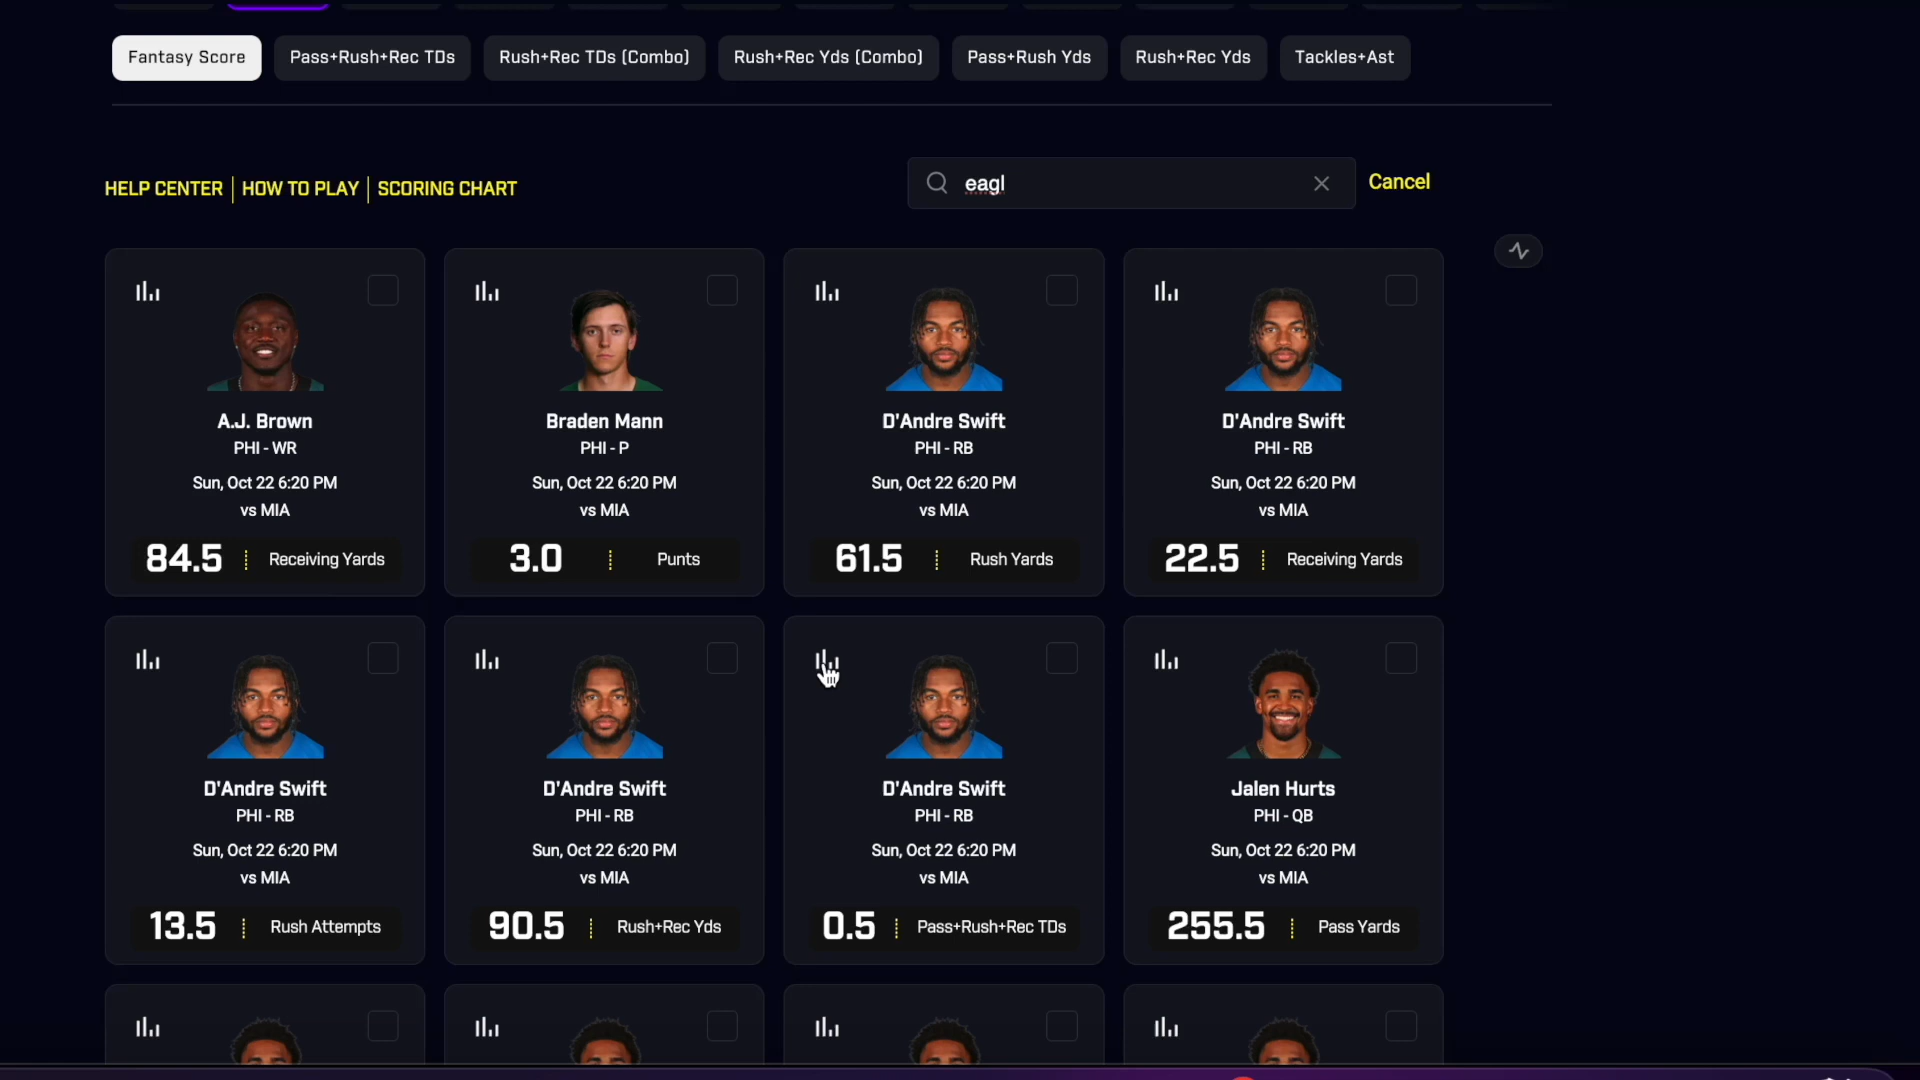 Fantasy Score
Pass+Rush+Rec TDs
Rush+Rec TDs (Combo)
Rush+Rec Yds (Combo)
Pass+Rush Yds
Rush+Rec Yds
Tackles+Ast
HELP CENTER
HOW TO PLAY
SCORING CHART
eagl
Cancel
A.J. Brown
PHI - WR
Sun, Oct 22 6:20 PM
vs MIA
84.5
Receiving Yards
Braden Mann
PHI - P
Sun, Oct 22 6:20 PM
vs MIA
3.0
Punts
D'Andre Swift
PHI - RB
Sun, Oct 22 6:20 PM
vs MIA
61.5
Rush Yards
D'Andre Swift
PHI - RB
Sun, Oct 22 6:20 PM
vs MIA
22.5
Receiving Yards
D'Andre Swift
PHI - RB
Sun, Oct 22 6:20 PM
vs MIA
13.5
Rush Attempts
D'Andre Swift
PHI - RB
Sun, Oct 22 6:20 PM
vs MIA
90.5
Rush+Rec Yds
D'Andre Swift
PHI - RB
Sun, Oct 22 6:20 PM
vs MIA
0.5
Pass+Rush+Rec TDs
Jalen Hurts
PHI - QB
Sun, Oct 22 6:20 PM
vs MIA
255.5
Pass Yards